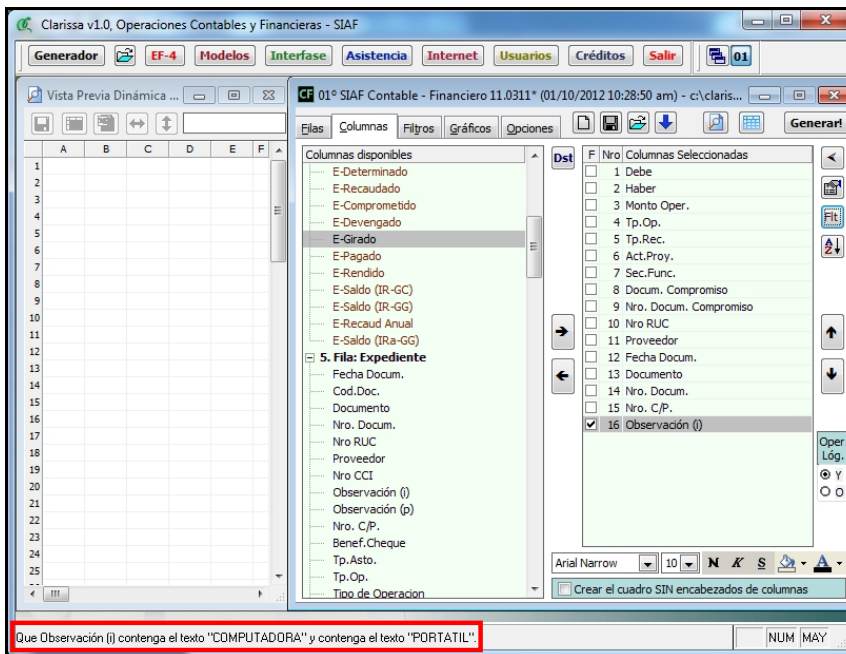 Clarissa v1.0, Operaciones Contables y Financieras - SIAF
Generador EF-4 Modelos Interfase Asistencia Internet Usuarios Créditos Salir 01
Vista Previa Dinámica ...
A B C D E F
1
2
3
4
5
6
7
8
9
10
11
12
13
14
15
16
17
18
19
20
21
22
23
24
25
CF 01º SIAF Contable - Financiero 11.0311* (01/10/2012 10:28:50 am) - c:\claris...
Filas Columnas Filtros Gráficos Opciones Generar!
Columnas disponibles
E-Determinado
E-Recaudado
E-Comprometido
E-Devengado
E-Girado
E-Pagado
E-Rendido
E-Saldo (IR-GC)
E-Saldo (IR-GG)
E-Recaud Anual
E-Saldo (IRa-GG)
5. Fila: Expediente
Fecha Docum.
Cod.Doc.
Documento
Nro. Docum.
Nro RUC
Proveedor
Nro CCI
Observación (i)
Observación (p)
Nro. C/P.
Benef.Cheque
Tp.Asto.
Tp.Op.
Tipo de Operacion
Dst
F Nro Columnas Seleccionadas
1 Debe
2 Haber
3 Monto Oper.
4 Tp.Op.
5 Tp.Rec.
6 Act.Proy.
7 Sec.Func.
8 Docum. Compromiso
9 Nro. Docum. Compromiso
10 Nro RUC
11 Proveedor
12 Fecha Docum.
13 Documento
14 Nro. Docum.
15 Nro. C/P.
16 Observación (i)
<
Flt
A
Z
Oper
Lóg.
Y
O
Arial Narrow 10 N K S A
Crear el cuadro SIN encabezados de columnas
Que Observación (i) contenga el texto "COMPUTADORA" y contenga el texto "PORTATIL".
NUM MAY